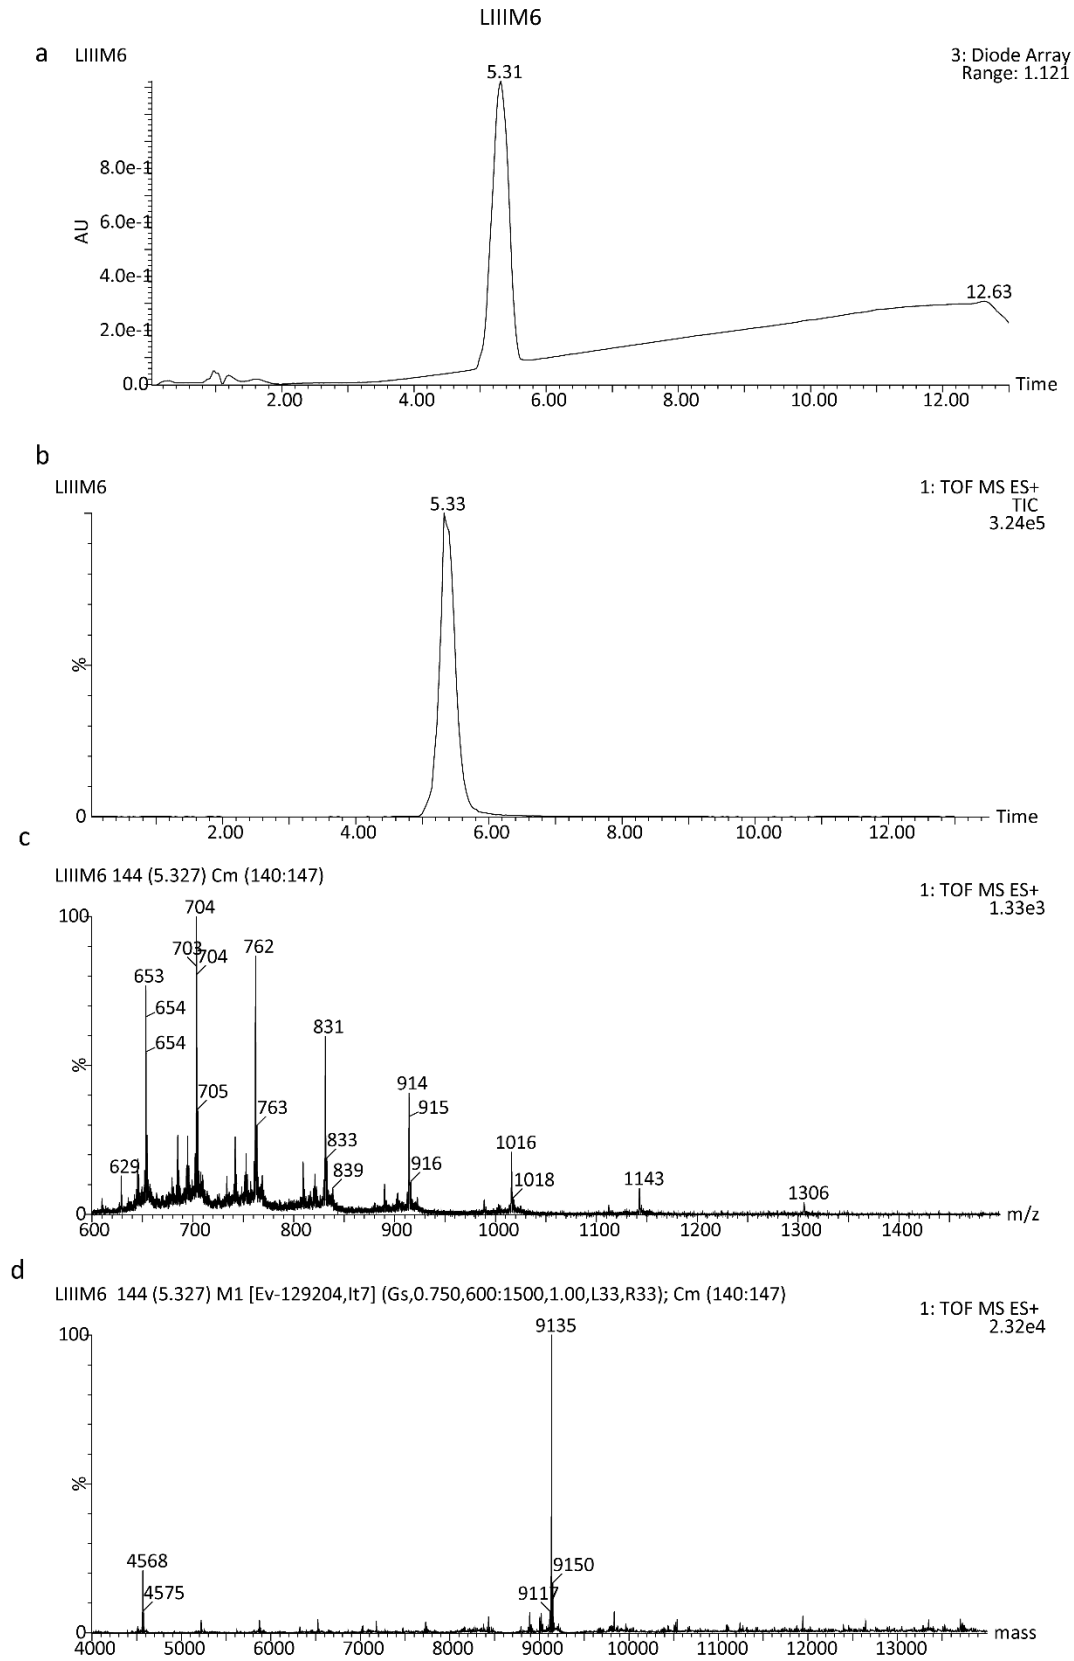 LIIIM6
a
LIIIM6
3: Diode Array
Range: 1.121
5.31
8.0e-1
6.0e-1
AU
4.0e-1
12.63
2.0e-1
0.0
Time
2.00 4.00 6.00 8.00 10.00 12.00
b
LIIIM6
1: TOF MS ES+
TIC
3.24e5
5.33
%
0
Time
2.00 4.00 6.00 8.00 10.00 12.00
c
LIIIM6 144 (5.327) Cm (140:147)
1: TOF MS ES+
1.33e3
100
704
703 704 762
653
654
831
654
%
914
705 915
763
833 1016
916
629 839 1018 1143 1306
0
m/z
600 700 800 900 1000 1100 1200 1300 1400
d
LIIIM6 144 (5.327) M1 [Ev-129204,It7] (Gs,0.750,600:1500,1.00,L33,R33); Cm (140:147)
1: TOF MS ES+
2.32e4
100
9135
%
4568 9150
4575 9117
0
mass
4000 5000 6000 7000 8000 9000 10000 11000 12000 13000